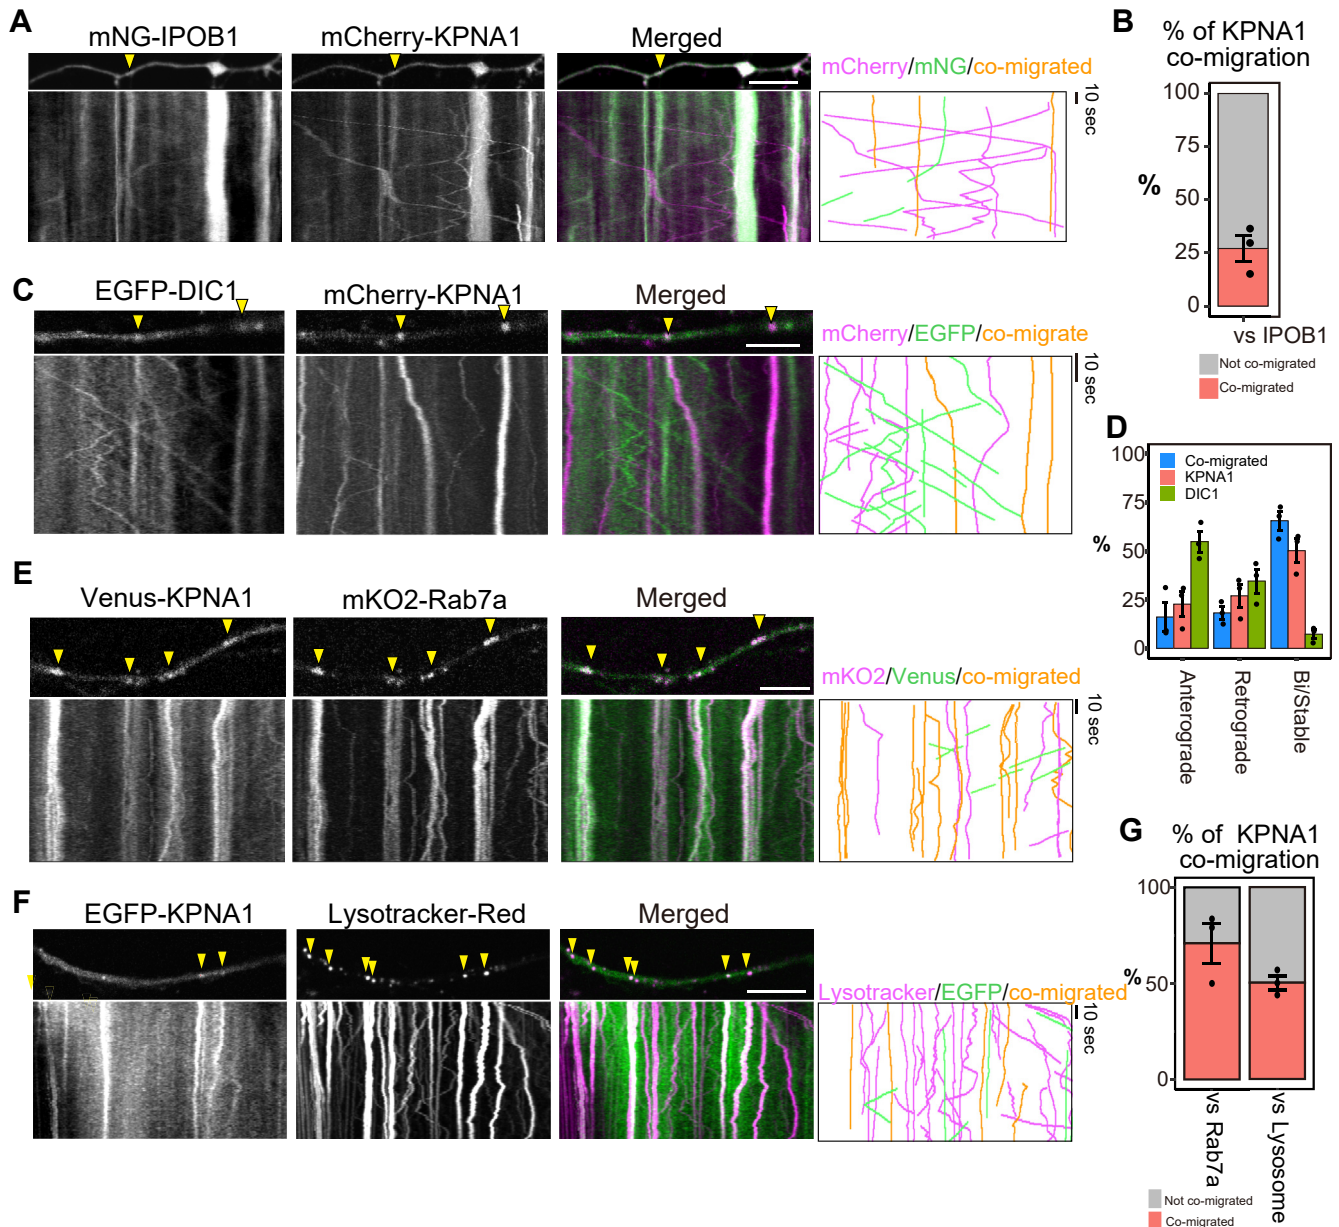 A
mNG-IPOB1
mCherry-KPNA1
Merged
mCherry/mNG/co-migrated
10 sec
B
% of KPNA1
co-migration
100
75
%
50
25
0
vs IPOB1
Not co-migrated
Co-migrated
C
EGFP-DIC1
mCherry-KPNA1
Merged
mCherry/EGFP/co-migrate
10 sec
D
100
75
%
50
25
0
Co-migrated
KPNA1
DIC1
Anterograde
Retrograde
Bi/Stable
E
Venus-KPNA1
mKO2-Rab7a
Merged
mKO2/Venus/co-migrated
10 sec
F
EGFP-KPNA1
Lysotracker-Red
Merged
Lysotracker/EGFP/co-migrated
10 sec
G
% of KPNA1
co-migration
100
%
50
0
vs Rab7a
vs Lysosome
Not co-migrated
Co-migrated